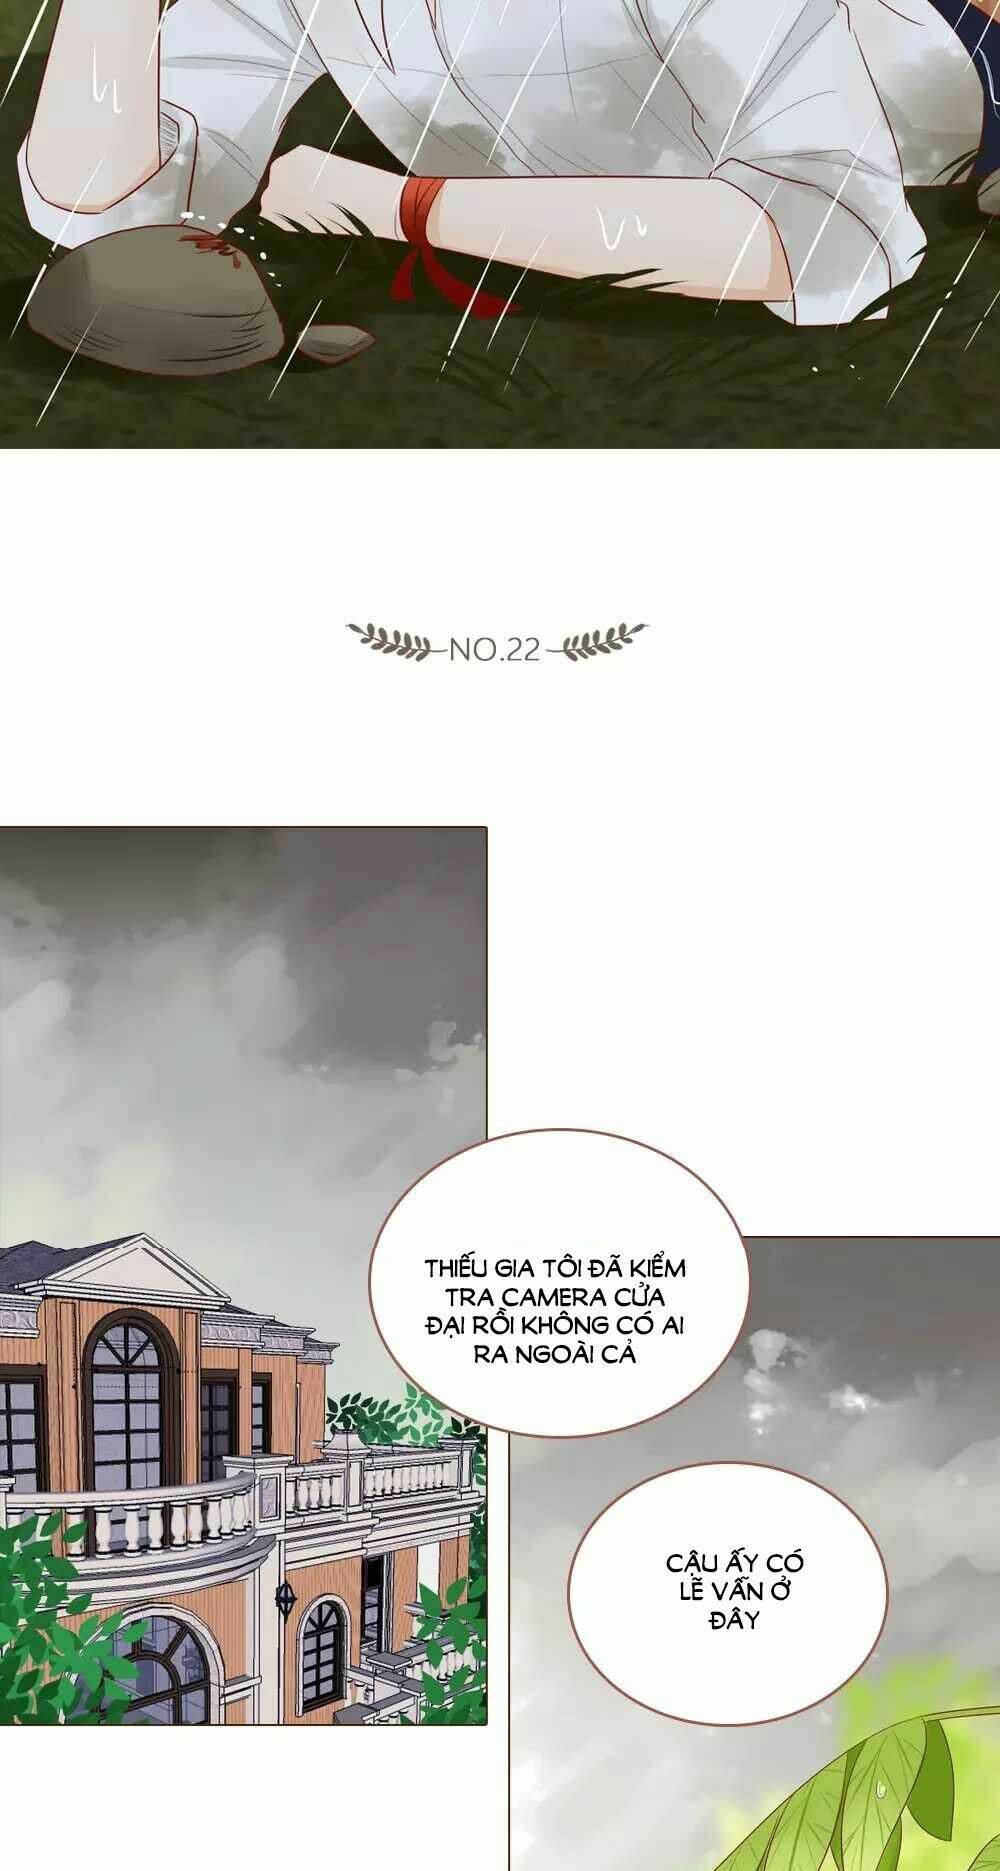 NO.22
THIẾU GIA TÔI ĐÃ KIỂM
TRA CAMERA CỬA
ĐẠI RỒI KHÔNG CÓ AI
RA NGOÀI CẢ
CẬU ẤY CÓ
LẼ VẪN Ở
ĐÂY